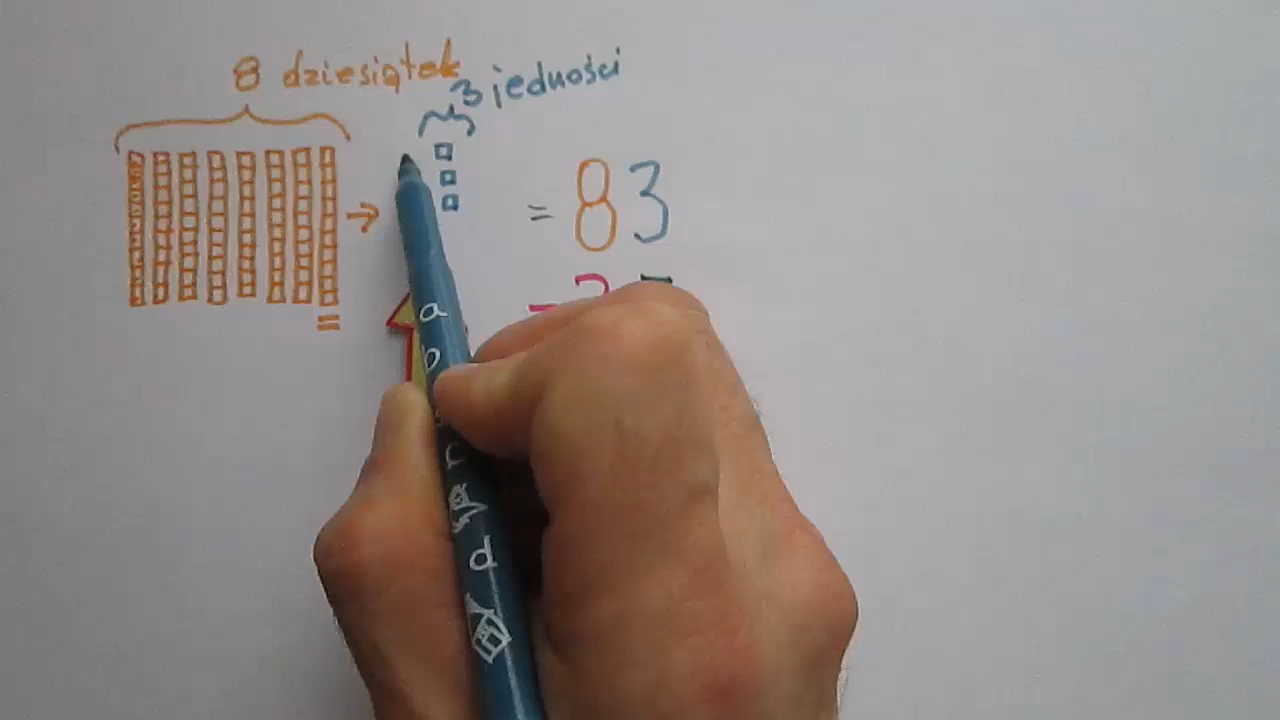 8 dziesiątek
3 jedności
= 83